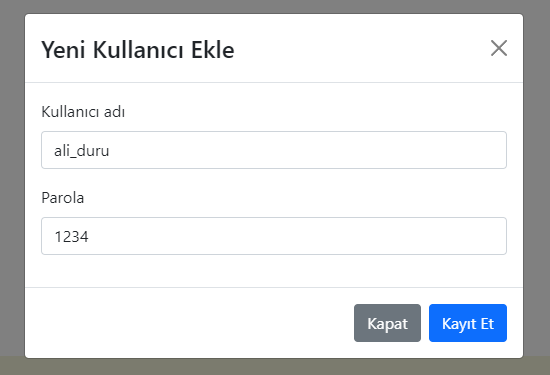 Yeni Kullanıcı Ekle
Kullanıcı adı
ali_duru
Parola
1234
Kapat Kayıt Et